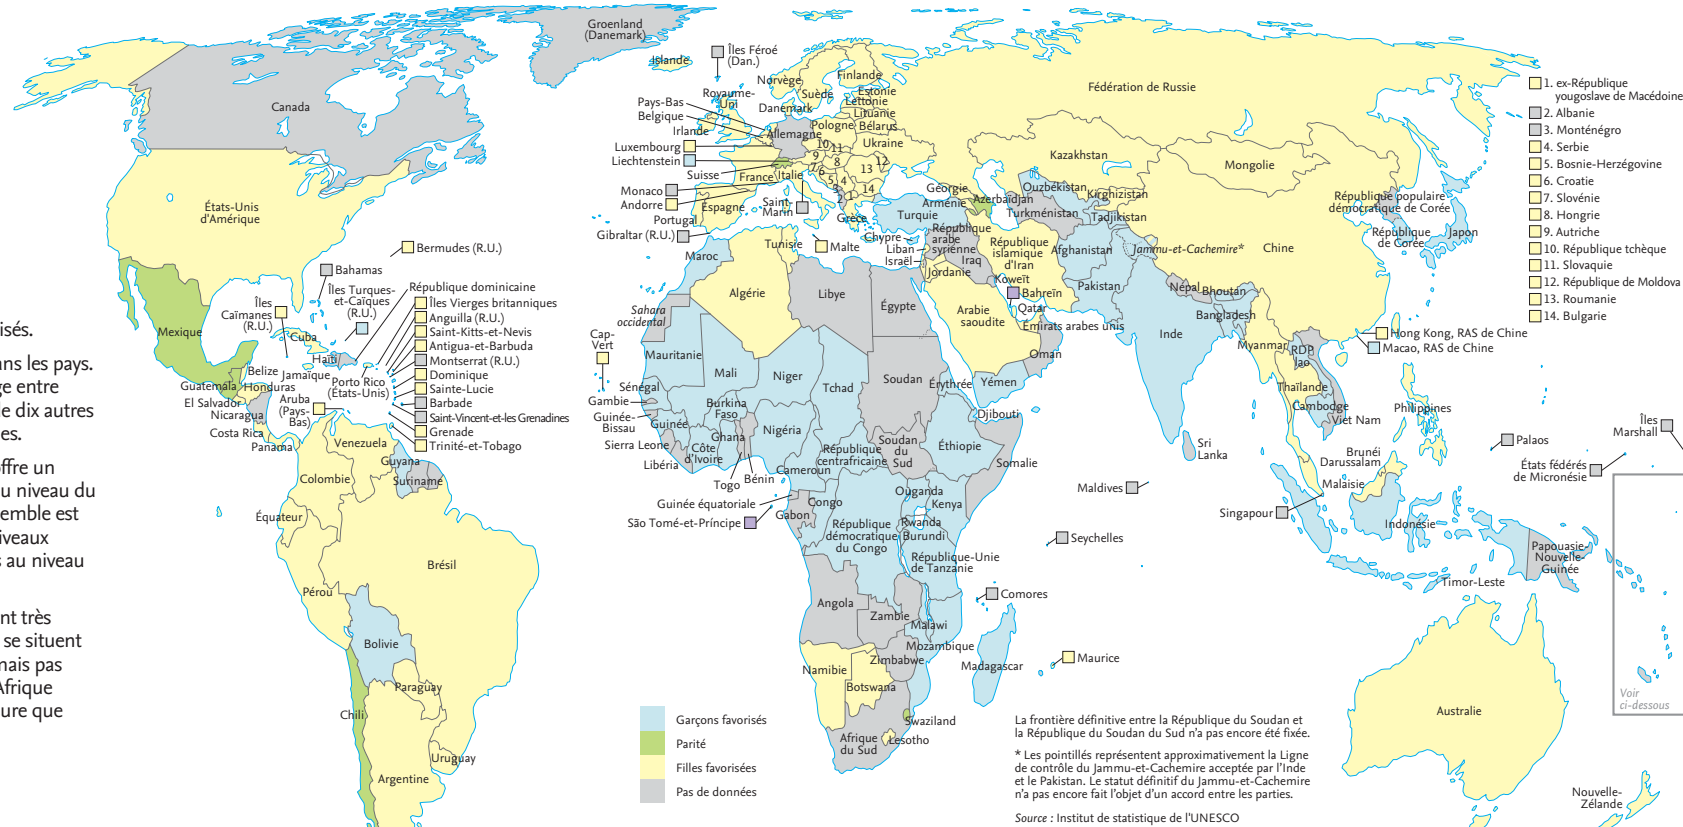 isés.
ans les pays.
ge entre
le dix autres
es.
offre un
u niveau du
emble est
iveaux
s au niveau
nt très
se situent
mais pas
Afrique
ure que
Groenland
(Danemark)
Canada
États-Unis
d'Amérique
Bermudes (R.U.)
Bahamas
Îles Turques-
et-Caïques
(R.U.)
République dominicaine
Îles
Caïmanes
(R.U.)
Îles Vierges britanniques
Anguilla (R.U.)
Saint-Kitts-et-Nevis
Antigua-et-Barbuda
Montserrat (R.U.)
Dominique
Sainte-Lucie
Barbade
Saint-Vincent-et-les Grenadines
Grenade
Trinité-et-Tobago
Mexique
Cuba
Haïti
Belize
Jamaïque
Porto Rico
(États-Unis)
Guatemala
Honduras
El Salvador
Nicaragua
Aruba
(Pays-
Bas)
Costa Rica
Panama
Venezuela
Guyana
Suriname
Colombie
Équateur
Brésil
Pérou
Bolivie
Paraguay
Chili
Uruguay
Argentine
Islande
Îles Féroé
(Dan.)
Norvège
Suède
Finlande
Estonie
Lettonie
Lituanie
Bélarus
Royaume-
Uni
Danemark
Pays-Bas
Belgique
Irlande
Allemagne
Pologne
Luxembourg
Liechtenstein
Suisse
Ukraine
France
Italie
Monaco
Andorre
Espagne
Saint-
Marin
Portugal
Gibraltar (R.U.)
Grèce
10
11
9
8
12
7
6
13
5
4
14
3
2
1
Fédération de Russie
Kazakhstan
Mongolie
Géorgie
Arménie
Azerbaïdjan
Turquie
Ouzbékistan
Kirghizistan
Turkménistan
Tadjikistan
Chypre
Liban
Israël
République
arabe
syrienne
Iraq
Jordanie
République
islamique
d'Iran
Afghanistan
Jammu-et-Cachemire*
Chine
République populaire
démocratique de Corée
République
de Corée
Japon
Koweït
Bahreïn
Qatar
Émirats arabes unis
Arabie
saoudite
Oman
Yémen
Pakistan
Népal
Bhoutan
Bangladesh
Inde
Myanmar
RDP
lao
Thaïlande
Cambodge
Viet Nam
Hong Kong, RAS de Chine
Macao, RAS de Chine
Philippines
Sri
Lanka
Brunéi
Darussalam
Malaisie
Maldives
Singapour
Indonésie
Palaos
États fédérés
de Micronésie
Îles
Marshall
Papouasie-
Nouvelle-
Guinée
Timor-Leste
Australie
Nouvelle-
Zélande
Voir
ci-dessous
Tunisie
Malte
Maroc
Algérie
Libye
Égypte
Sahara
occidental
Cap-
Vert
Mauritanie
Mali
Niger
Tchad
Soudan
Érythrée
Djibouti
Sénégal
Gambie
Guinée-
Bissau
Guinée
Sierra Leone
Libéria
Burkina
Faso
Côte
d'Ivoire
Ghana
Togo
Bénin
Nigéria
Cameroun
République
centrafricaine
Soudan
du
Sud
Éthiopie
Somalie
Guinée équatoriale
São Tomé-et-Príncipe
Gabon
Congo
République
démocratique
du Congo
Ouganda
Kenya
Rwanda
Burundi
République-Unie
de Tanzanie
Seychelles
Comores
Angola
Zambie
Malawi
Mozambique
Zimbabwe
Madagascar
Maurice
Namibie
Botswana
Swaziland
Lesotho
Afrique
du Sud
1. ex-République
yougoslave de Macédoine
2. Albanie
3. Monténégro
4. Serbie
5. Bosnie-Herzégovine
6. Croatie
7. Slovénie
8. Hongrie
9. Autriche
10. République tchèque
11. Slovaquie
12. République de Moldova
13. Roumanie
14. Bulgarie
Garçons favorisés
Parité
Filles favorisées
Pas de données
La frontière définitive entre la République du Soudan et
la République du Soudan du Sud n'a pas encore été fixée.
* Les pointillés représentent approximativement la Ligne
de contrôle du Jammu-et-Cachemire acceptée par l'Inde
et le Pakistan. Le statut définitif du Jammu-et-Cachemire
n'a pas encore fait l'objet d'un accord entre les parties.
Source : Institut de statistique de l'UNESCO